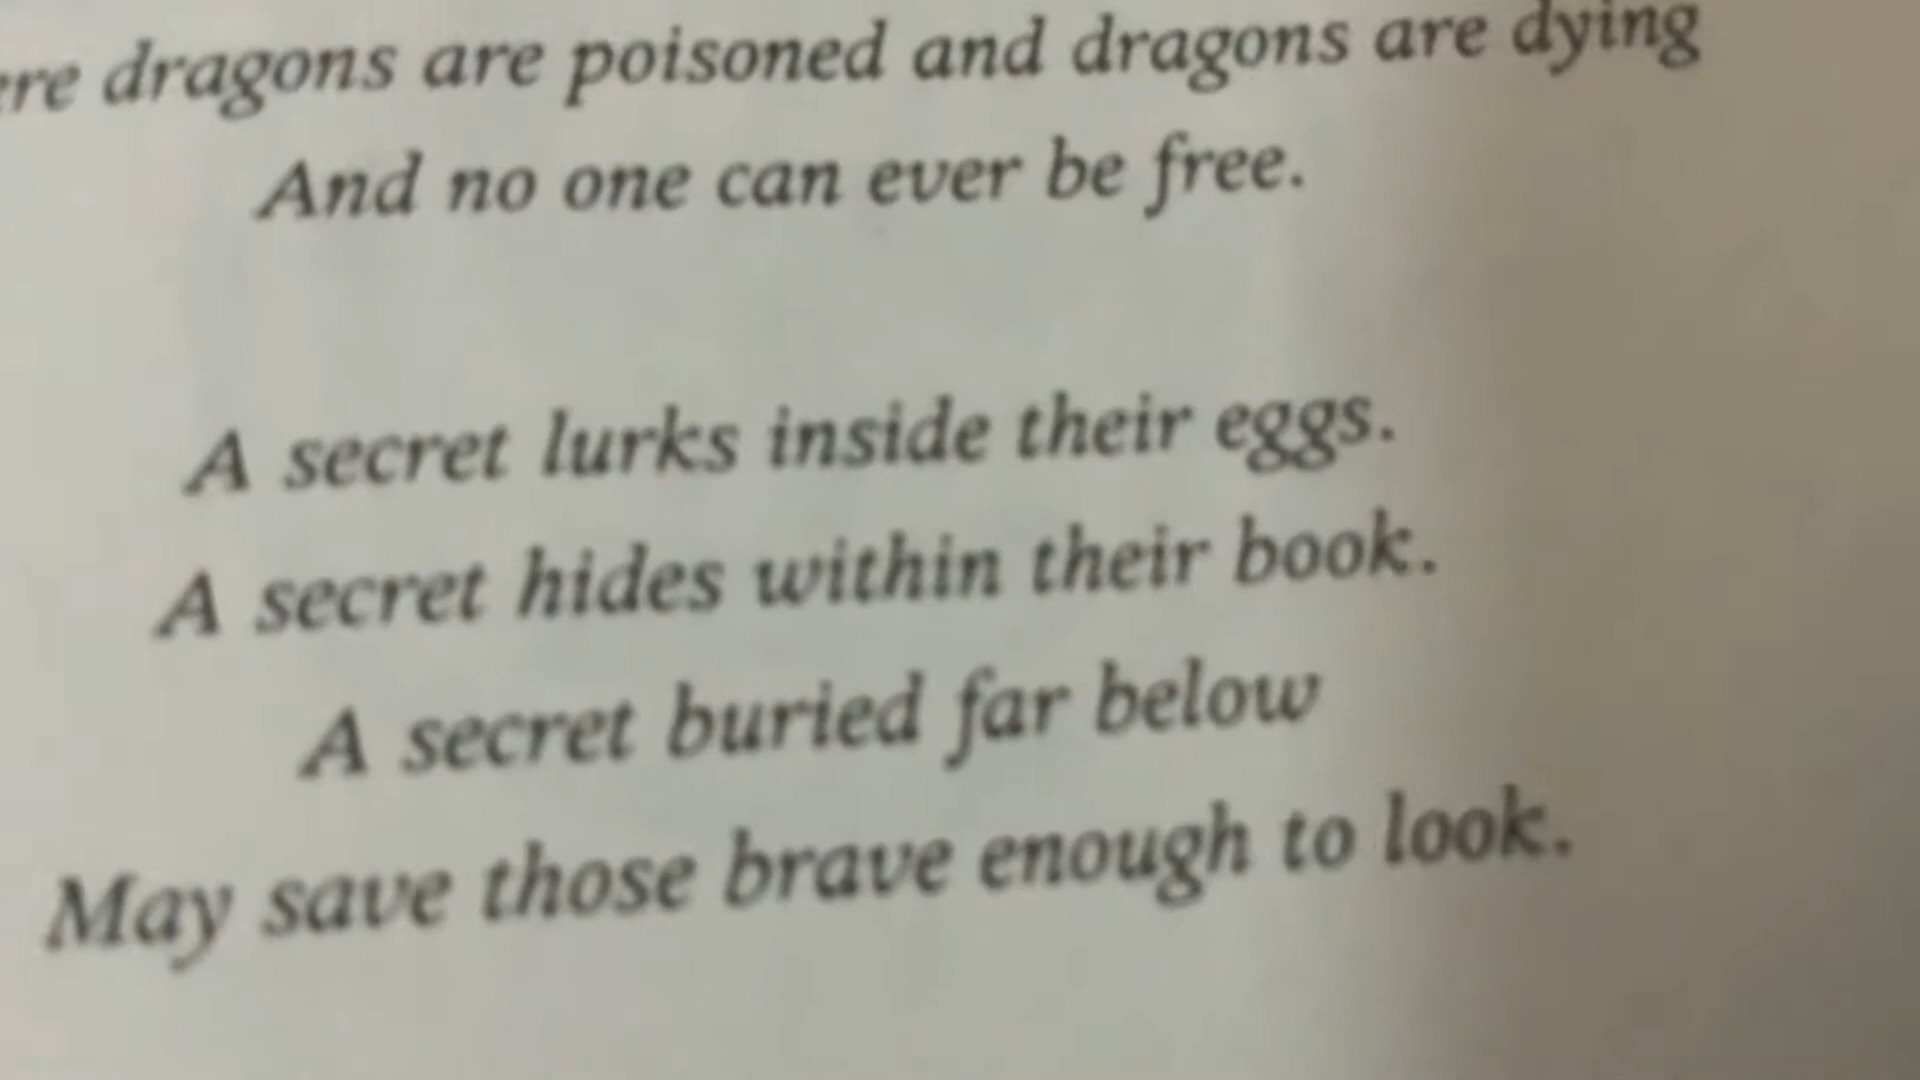 dragons are poisoned and dragons are dying
And no one can ever be free.
A secret lurks inside their eggs.
A secret hides within their book.
A secret buried far below
May save those brave enough to look.